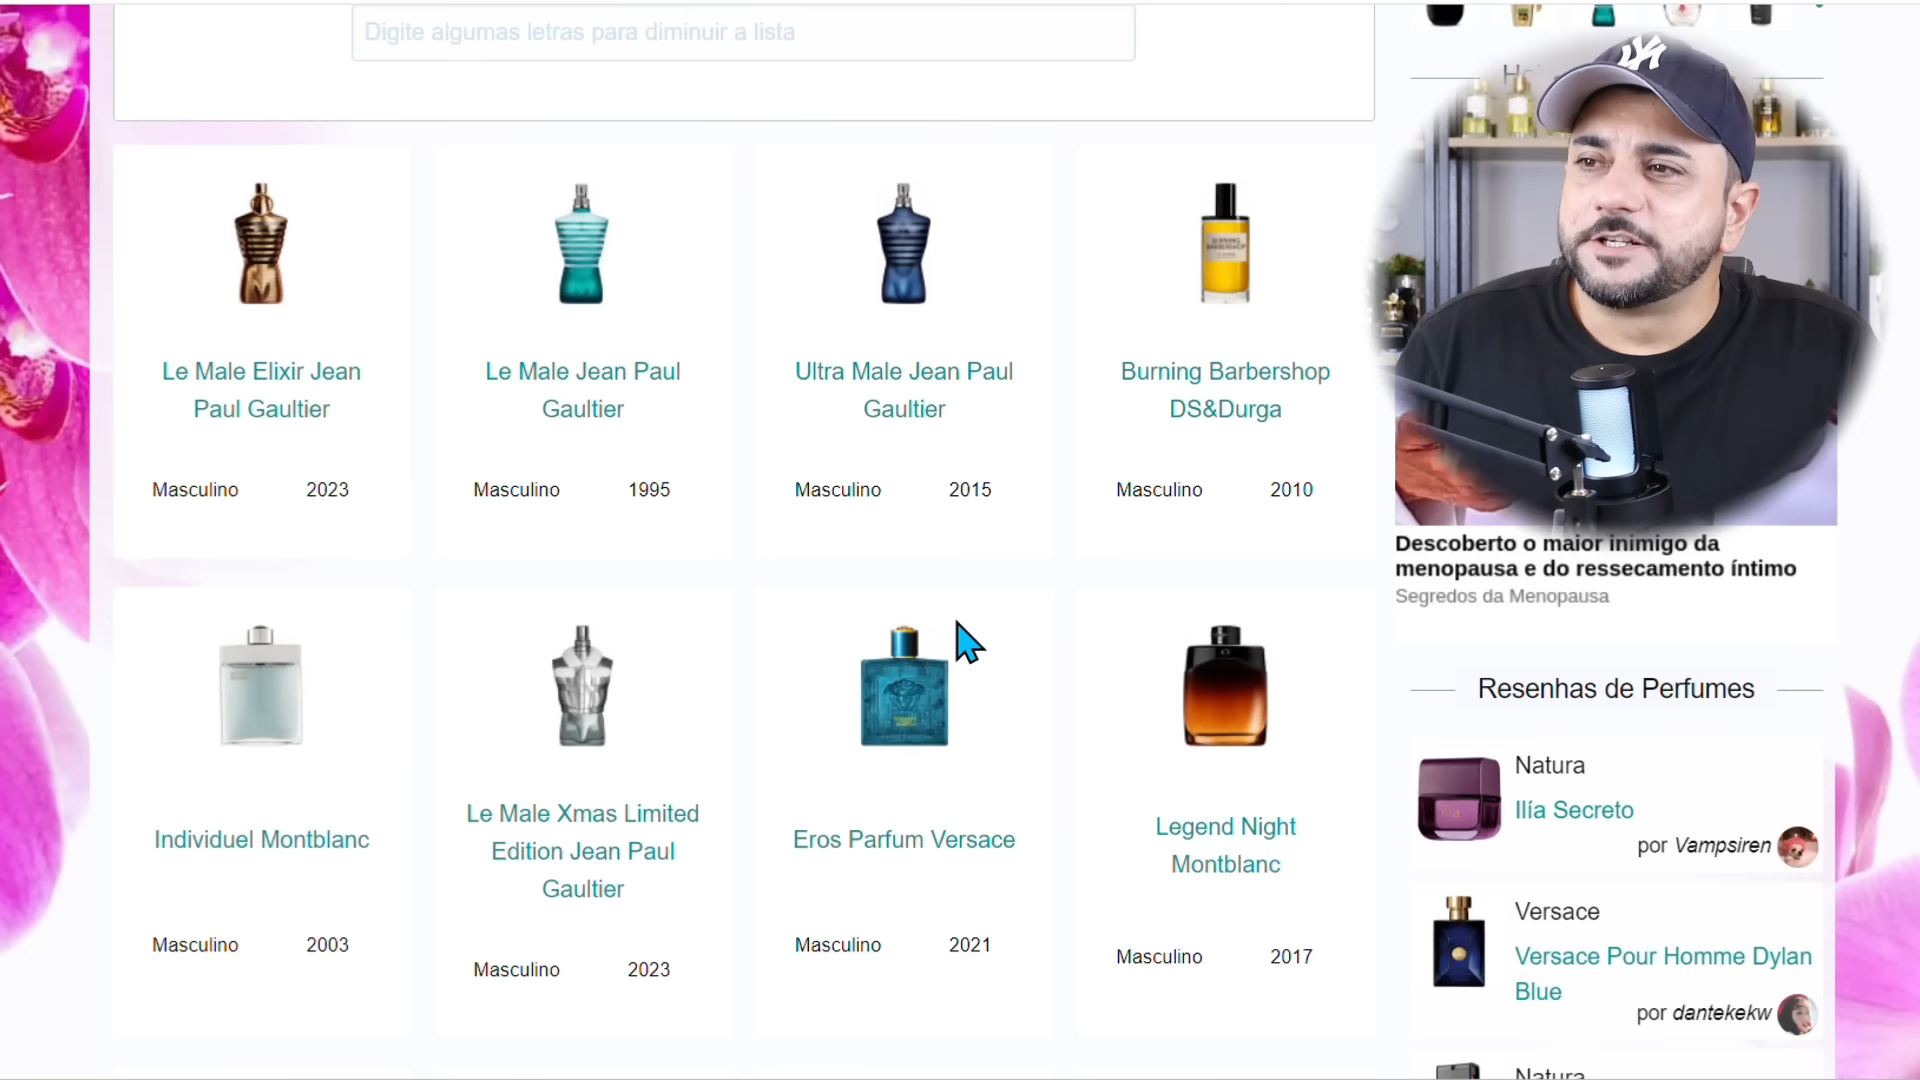 Digite algumas letras para diminuir a lista
Le Male Elixir Jean
Paul Gaultier
Masculino 2023
Le Male Jean Paul
Gaultier
Masculino 1995
Ultra Male Jean Paul
Gaultier
Masculino 2015
BURNING
BARBERSHOP
Burning Barbershop
DS&Durga
Masculino 2010
Individuel Montblanc
Masculino 2003
Le Male Xmas Limited
Edition Jean Paul
Gaultier
Masculino 2023
Eros Parfum Versace
Masculino 2021
Legend Night
Montblanc
Masculino 2017
NY
Descoberto o maior inimigo da
menopausa e do ressecamento íntimo
Segredos da Menopausa
Resenhas de Perfumes
Natura
Ilía Secreto
por Vampsiren
Versace
Versace Pour Homme Dylan
Blue
por dantekekw
Natura